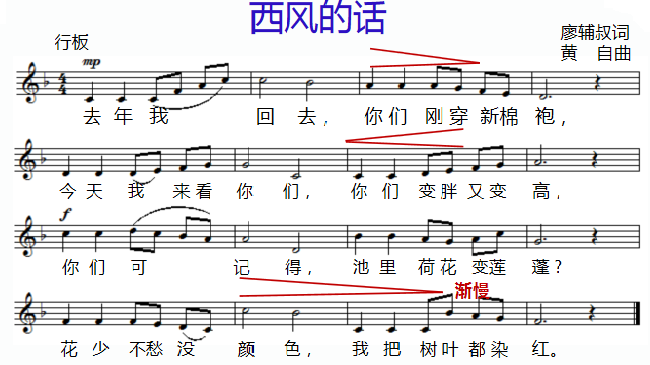 西风的话
廖辅叔词
行板
黄 自曲
mp
4
4
去年我 回去，你们刚穿新棉袍，
今天我来看你们，你们变胖又变高，
f
你们可 记得，池里荷花变莲蓬？
渐慢
花少不愁没颜色，我把树叶都染红。